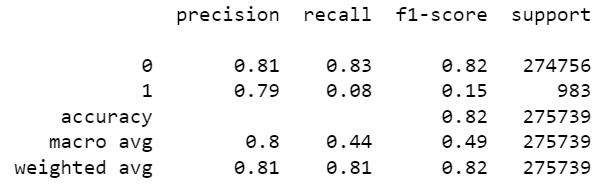 precision recall f1-score support
0 0.81 0.83 0.82 274756
1 0.79 0.08 0.15 983
accuracy 0.82 275739
macro avg 0.8 0.44 0.49 275739
weighted avg 0.81 0.81 0.82 275739